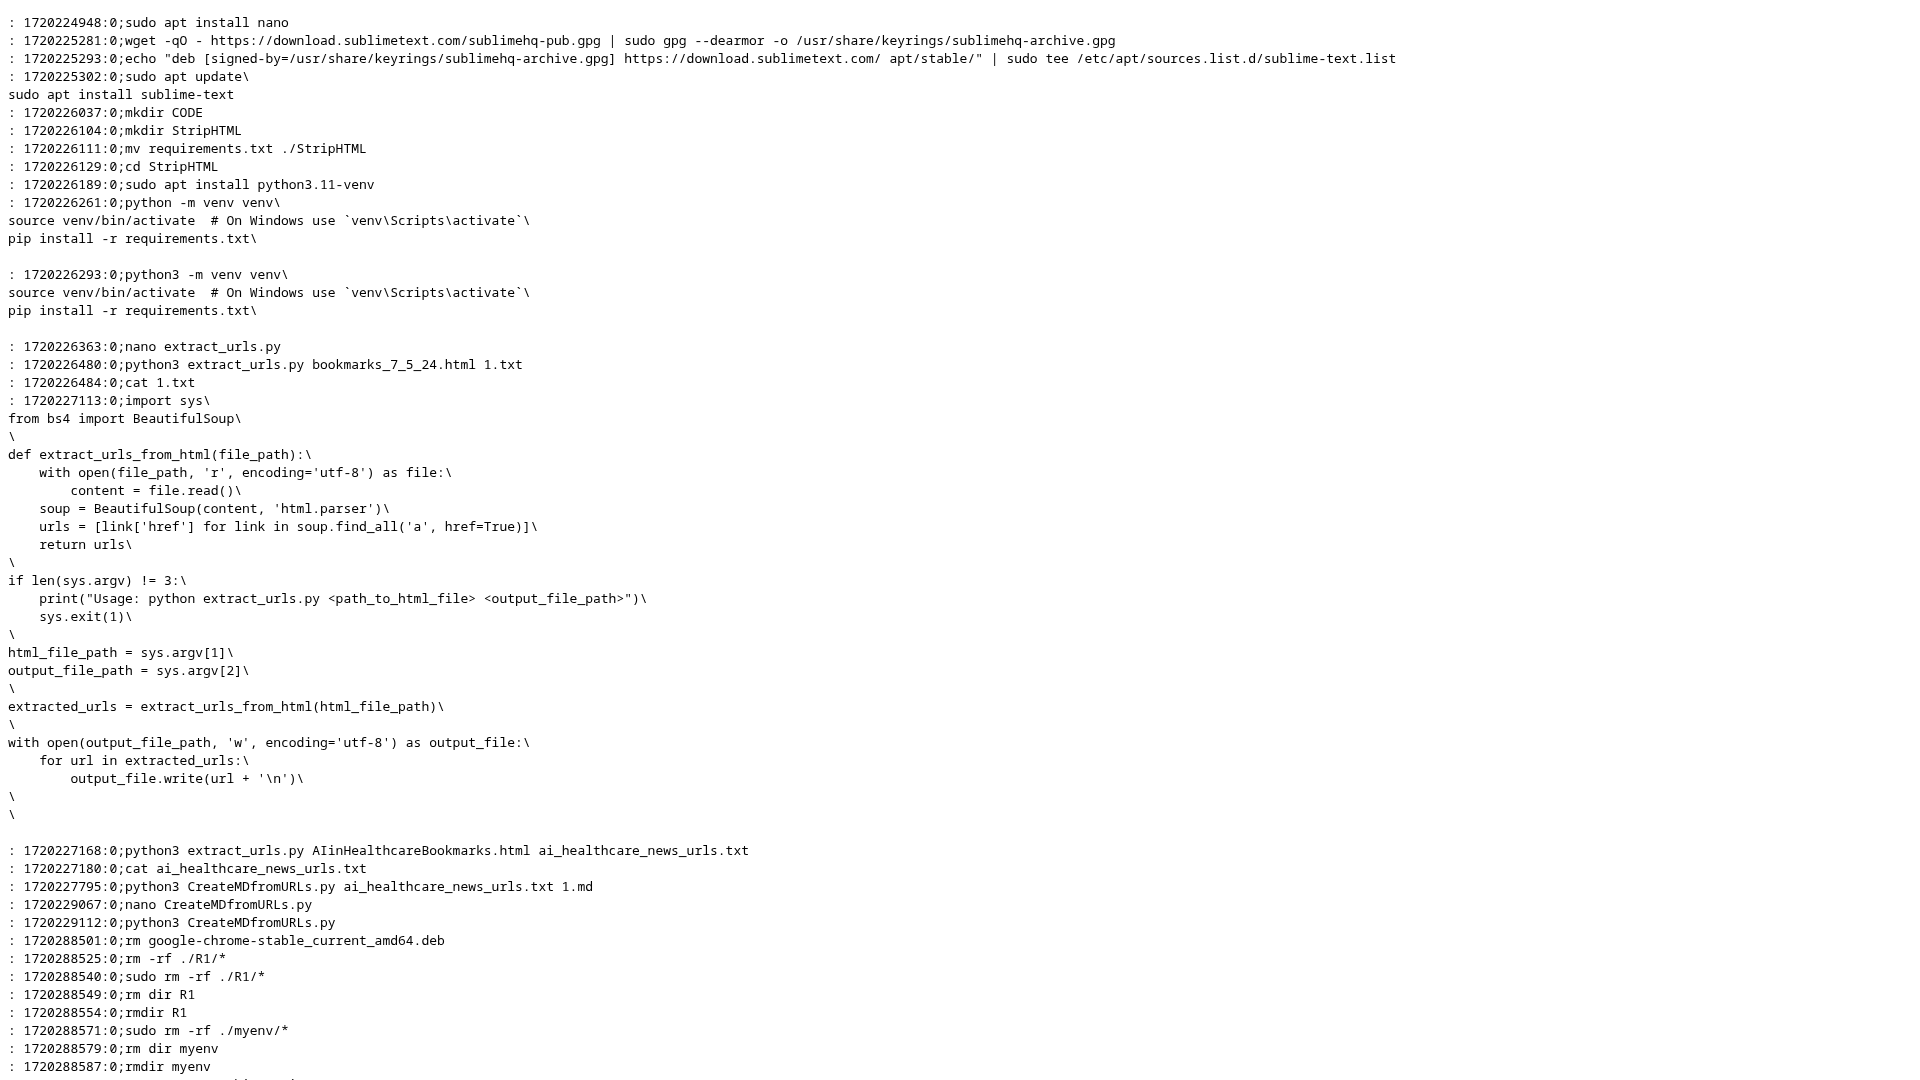 : 1720224948:0;sudo apt install nano
: 1720225281:0;wget -qO - https://download.sublimetext.com/sublimehq-pub.gpg | sudo gpg --dearmor -o /usr/share/keyrings/sublimehq-archive.gpg
: 1720225293:0;echo "deb [signed-by=/usr/share/keyrings/sublimehq-archive.gpg] https://download.sublimetext.com/ apt/stable/" | sudo tee /etc/apt/sources.list.d/sublime-text.list
: 1720225302:0;sudo apt update\
sudo apt install sublime-text
: 1720226037:0;mkdir CODE
: 1720226104:0;mkdir StripHTML
: 1720226111:0;mv requirements.txt ./StripHTML
: 1720226129:0;cd StripHTML
: 1720226189:0;sudo apt install python3.11-venv
: 1720226261:0;python -m venv venv\
source venv/bin/activate  # On Windows use `venv\Scripts\activate`\
pip install -r requirements.txt\

: 1720226293:0;python3 -m venv venv\
source venv/bin/activate  # On Windows use `venv\Scripts\activate`\
pip install -r requirements.txt\

: 1720226363:0;nano extract_urls.py
: 1720226480:0;python3 extract_urls.py bookmarks_7_5_24.html 1.txt
: 1720226484:0;cat 1.txt
: 1720227113:0;import sys\
from bs4 import BeautifulSoup\
\
def extract_urls_from_html(file_path):\
    with open(file_path, 'r', encoding='utf-8') as file:\
        content = file.read()\
    soup = BeautifulSoup(content, 'html.parser')\
    urls = [link['href'] for link in soup.find_all('a', href=True)]\
    return urls\
\
if len(sys.argv) != 3:\
    print("Usage: python extract_urls.py <path_to_html_file> <output_file_path>")\
    sys.exit(1)\
\
html_file_path = sys.argv[1]\
output_file_path = sys.argv[2]\
\
extracted_urls = extract_urls_from_html(html_file_path)\
\
with open(output_file_path, 'w', encoding='utf-8') as output_file:\
    for url in extracted_urls:\
        output_file.write(url + '\n')\
\
\

: 1720227168:0;python3 extract_urls.py AIinHealthcareBookmarks.html ai_healthcare_news_urls.txt
: 1720227180:0;cat ai_healthcare_news_urls.txt
: 1720227795:0;python3 CreateMDfromURLs.py ai_healthcare_news_urls.txt 1.md
: 1720229067:0;nano CreateMDfromURLs.py
: 1720229112:0;python3 CreateMDfromURLs.py
: 1720288501:0;rm google-chrome-stable_current_amd64.deb
: 1720288525:0;rm -rf ./R1/*
: 1720288540:0;sudo rm -rf ./R1/*
: 1720288549:0;rm dir R1
: 1720288554:0;rmdir R1
: 1720288571:0;sudo rm -rf ./myenv/*
: 1720288579:0;rm dir myenv
: 1720288587:0;rmdir myenv